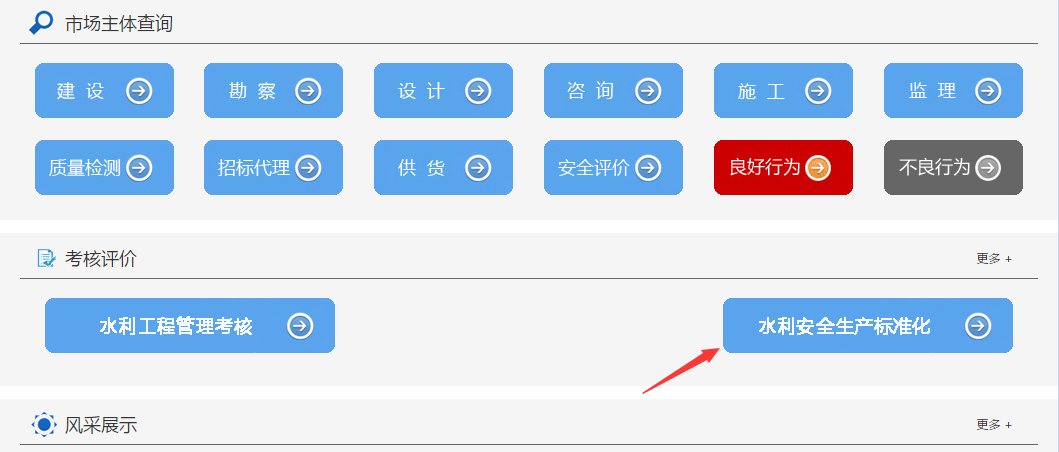 市场主体查询
建 设 勘 察 设 计 咨 询 施 工 监 理
质量检测 招标代理 供 货 安全评价 良好行为 不良行为
考核评价 更多 +
水利工程管理考核 水利安全生产标准化
风采展示 更多 +